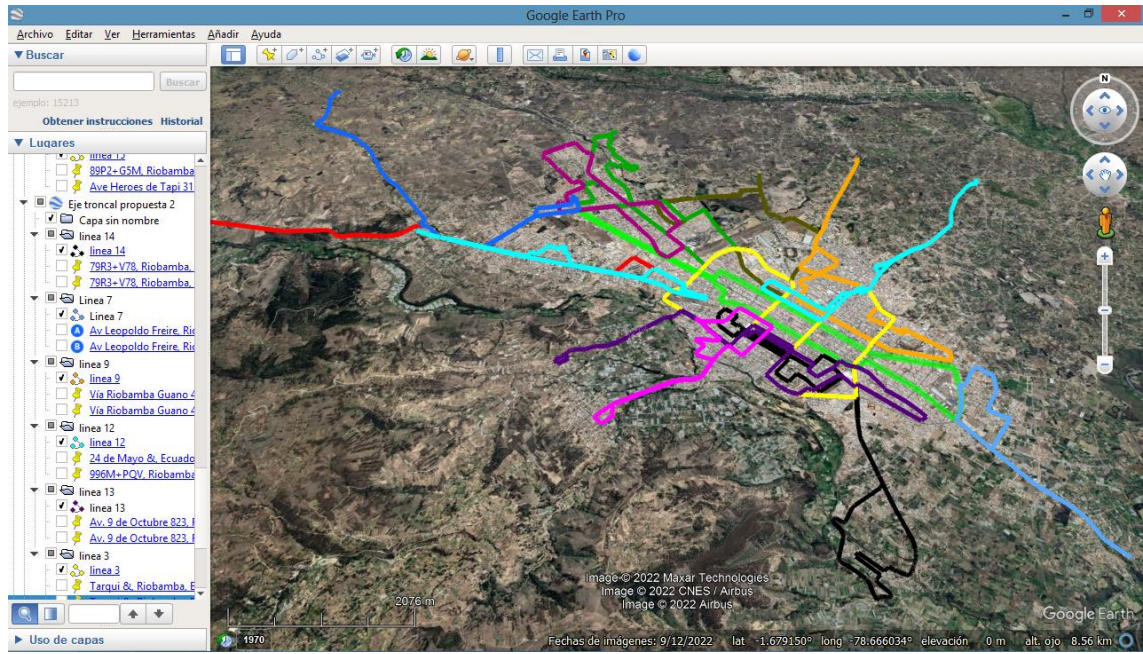 Google Earth Pro
Archivo Editar Ver Herramientas Añadir Ayuda
Buscar
Buscar
ejemplo: 15213
Obtener instrucciones Historial
Lugares
linea 15
89P2+G5M, Riobamba
Ave Heroes de Tapi 31
Eje troncal propuesta 2
Capa sin nombre
linea 14
linea 14
79R3+V78, Riobamba,
79R3+V78, Riobamba,
Linea 7
Linea 7
A Av Leopoldo Freire, Rio
B Av Leopoldo Freire, Rio
linea 9
linea 9
Vía Riobamba Guano 4
Vía Riobamba Guano 4
linea 12
linea 12
24 de Mayo &, Ecuado
996M+PQV, Riobamba
linea 13
linea 13
Av. 9 de Octubre 823, R
Av. 9 de Octubre 823, R
linea 3
linea 3
Tarqui &, Riobamba, E
Uso de capas
N
2076 m
Image © 2022 Maxar Technologies
Image © 2022 CNES / Airbus
Image © 2022 Airbus
Google Earth
1970
Fechas de imágenes: 9/12/2022 lat -1.679150° long -78.666034° elevación 0 m alt. ojo 8.56 km